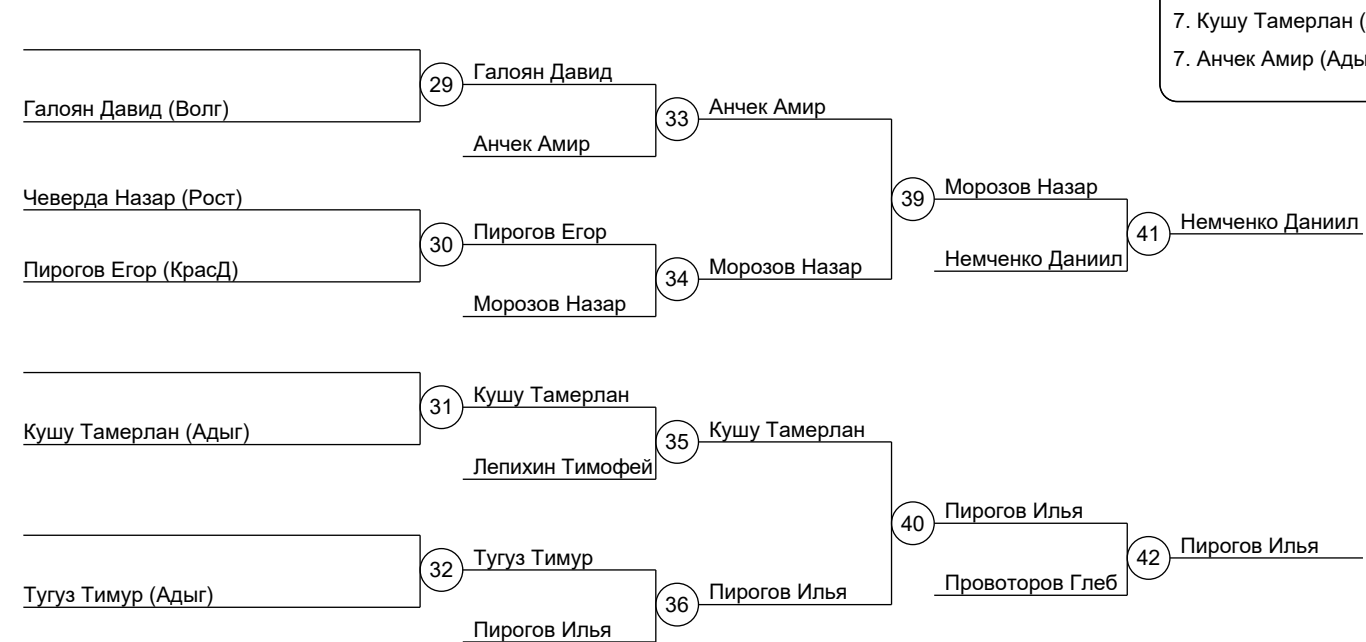 7. Кушу Тамерлан (
7. Анчек Амир (Ады
Галоян Давид (Волг)
29
Галоян Давид
Анчек Амир
33
Анчек Амир
Чеверда Назар (Рост)
Пирогов Егор (КрасД)
30
Пирогов Егор
Морозов Назар
34
Морозов Назар
39
Морозов Назар
Немченко Даниил
41
Немченко Даниил
Кушу Тамерлан (Адыг)
31
Кушу Тамерлан
Лепихин Тимофей
35
Кушу Тамерлан
Тугуз Тимур (Адыг)
32
Тугуз Тимур
Пирогов Илья
36
Пирогов Илья
40
Пирогов Илья
Провоторов Глеб
42
Пирогов Илья